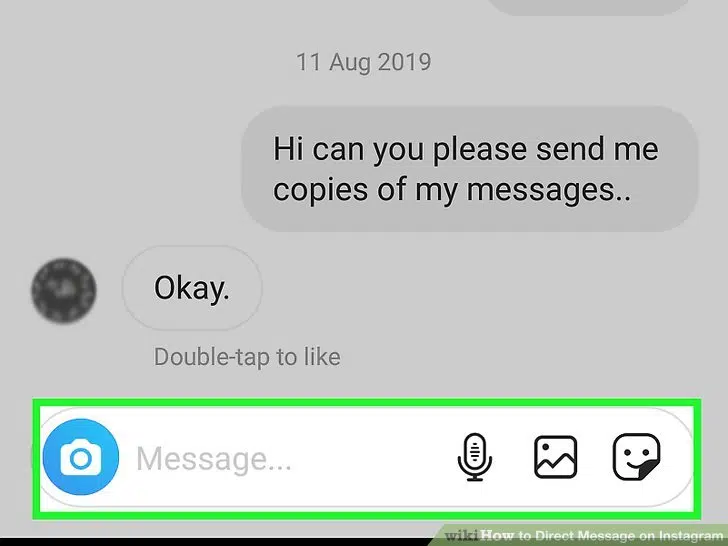 11 Aug 2019
Hi can you please send me
copies of my messages..
Okay.
Double-tap to like
Message...
wikiHow to Direct Message on Instagram